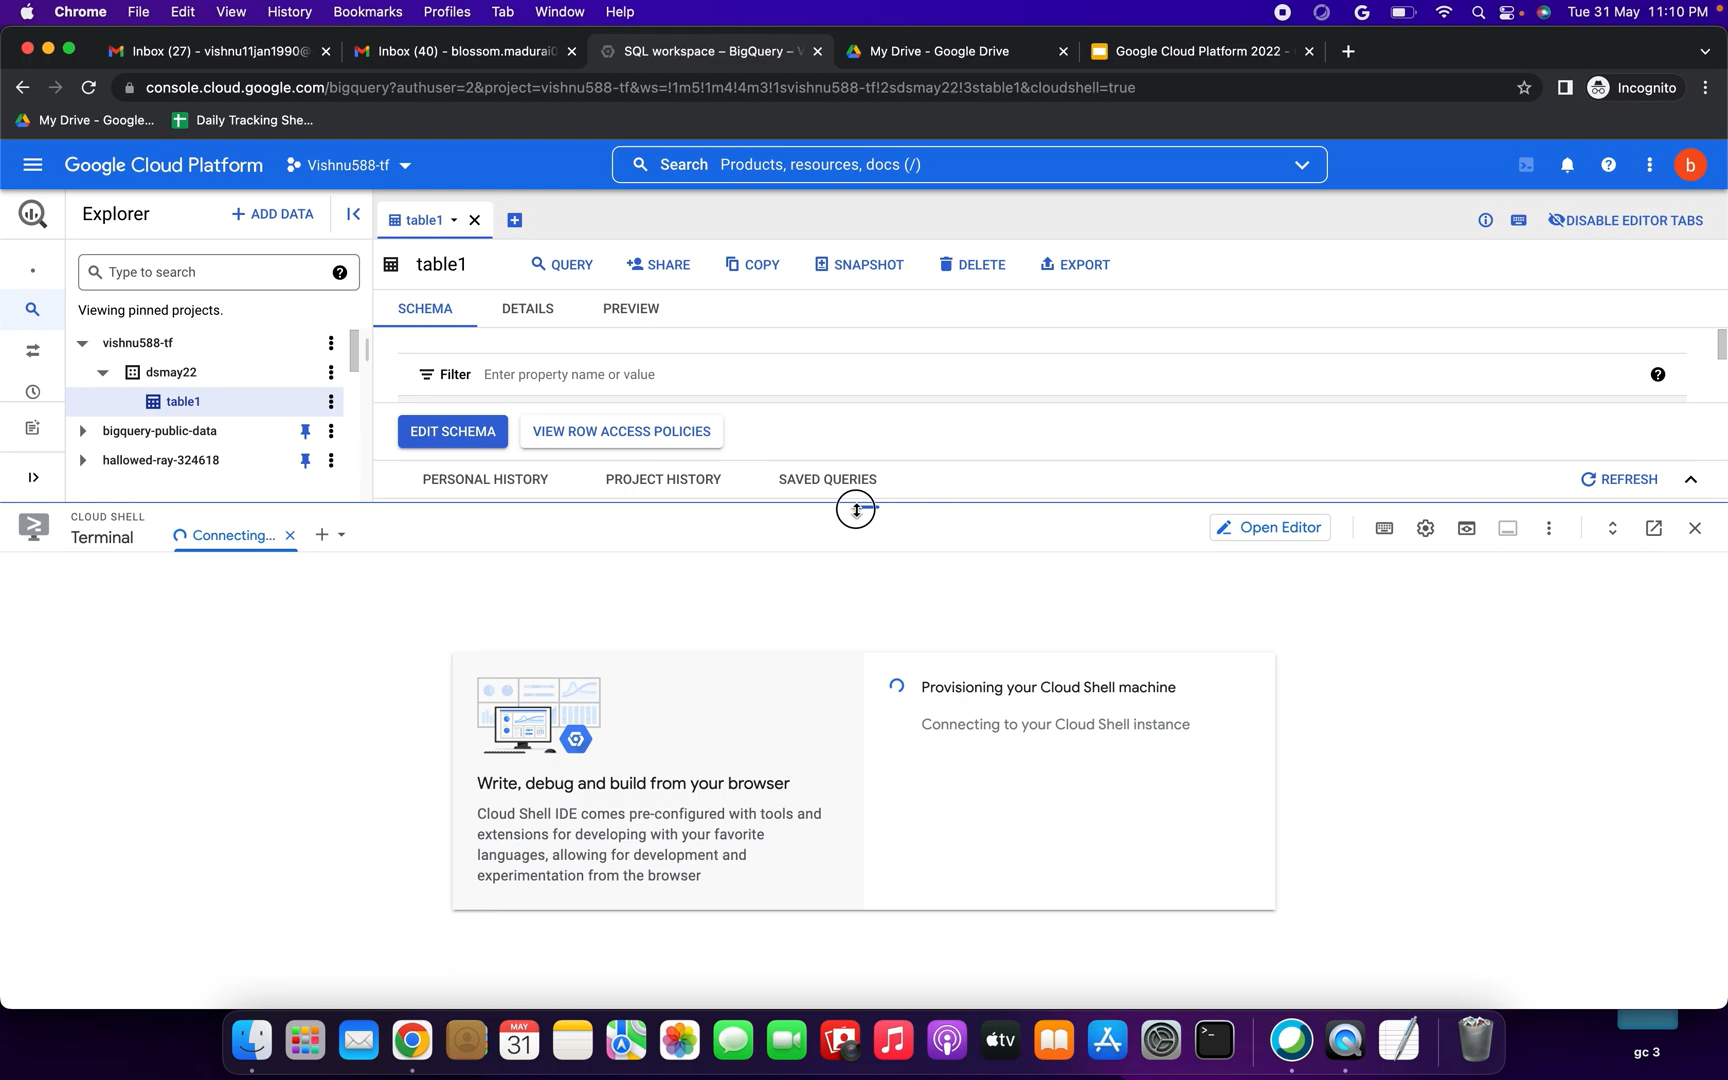 Chrome File Edit View History Bookmarks Profiles Tab Window Help Tue 31 May 11:10 PM
Inbox (27) - vishnu11jan1990@ Inbox (40) - blossom.madurai0 SQL workspace – BigQuery – V My Drive - Google Drive Google Cloud Platform 2022 -
console.cloud.google.com/bigquery?authuser=2&project=vishnu588-tf&ws=!1m5!1m4!4m3!1svishnu588-tf!2sdsmay22!3stable1&cloudshell=true Incognito
My Drive - Google... Daily Tracking She...
Google Cloud Platform Vishnu588-tf Search Products, resources, docs (/) b
Explorer + ADD DATA table1 DISABLE EDITOR TABS
table1 QUERY SHARE COPY SNAPSHOT DELETE EXPORT
Type to search
Viewing pinned projects. SCHEMA DETAILS PREVIEW
vishnu588-tf
dsmay22 Filter Enter property name or value
table1
bigquery-public-data EDIT SCHEMA VIEW ROW ACCESS POLICIES
hallowed-ray-324618
PERSONAL HISTORY PROJECT HISTORY SAVED QUERIES REFRESH
CLOUD SHELL
Terminal Connecting... Open Editor
Provisioning your Cloud Shell machine
Connecting to your Cloud Shell instance
Write, debug and build from your browser
Cloud Shell IDE comes pre-configured with tools and
extensions for developing with your favorite
languages, allowing for development and
experimentation from the browser
MAY
31
tv
gc 3